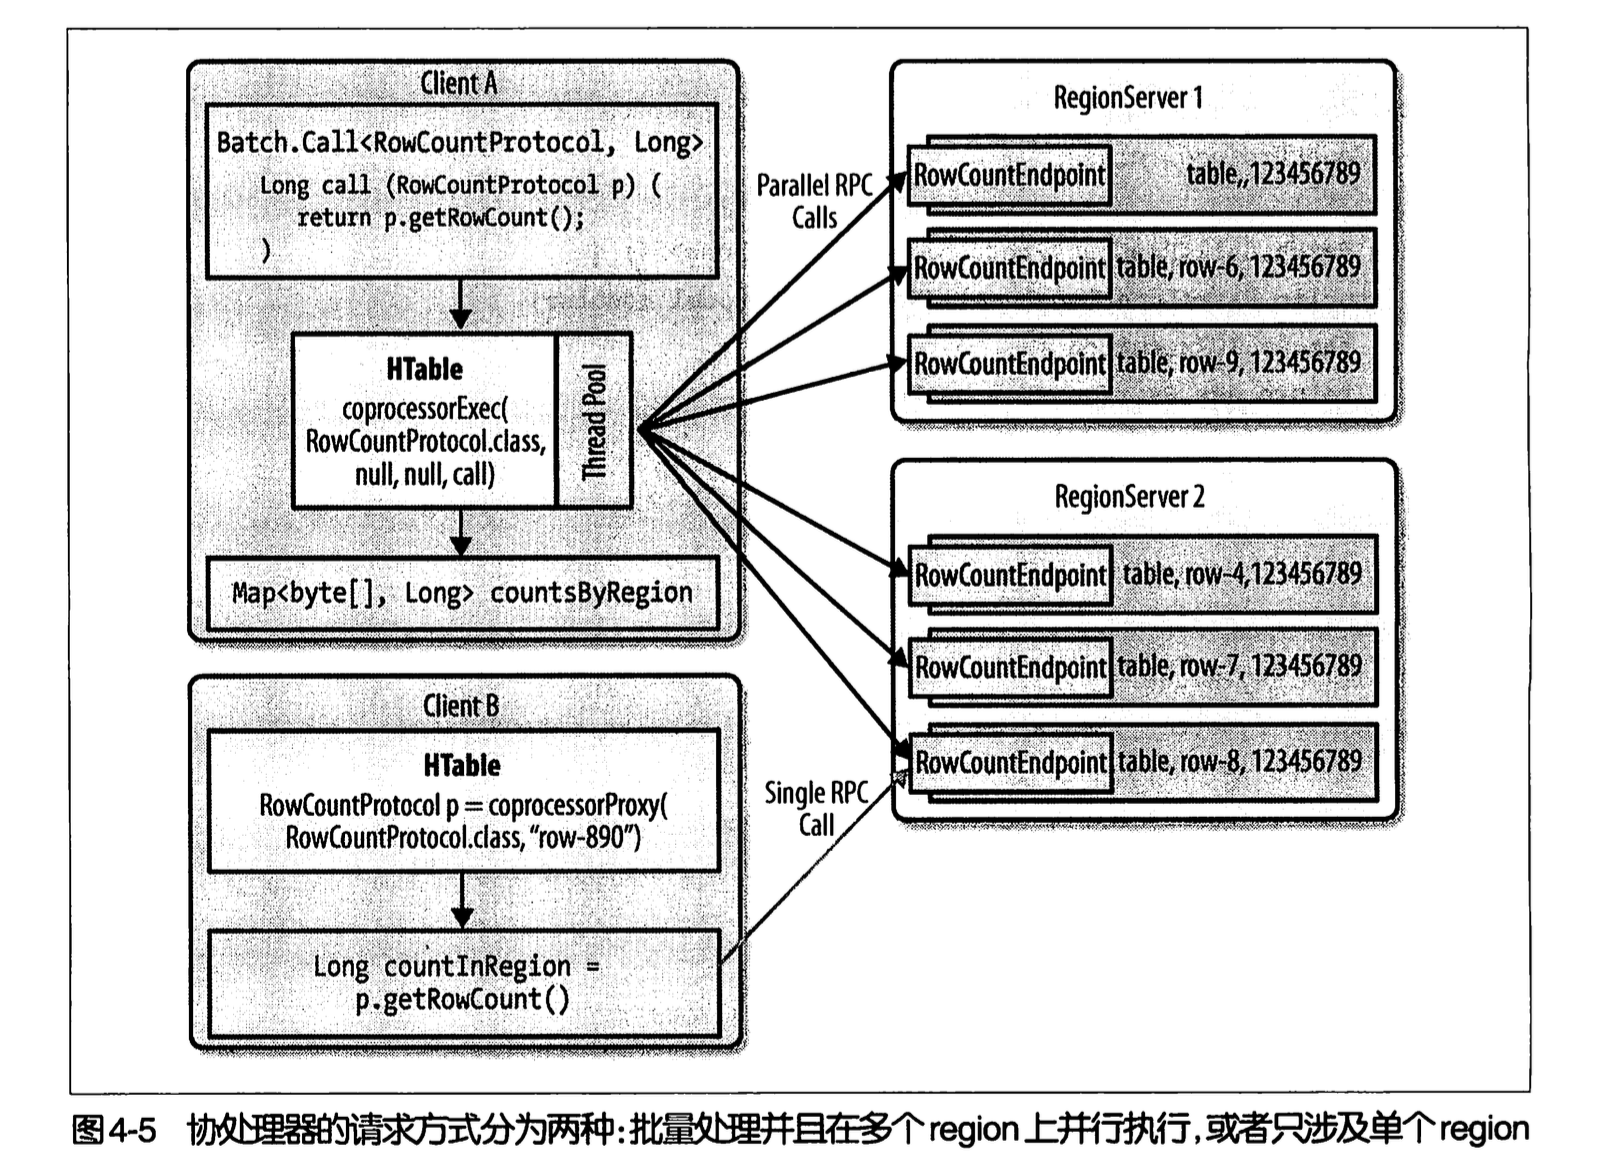 Client A
Batch.Call<RowCountProtocol, Long>
Long call (RowCountProtocol p) (
return p.getRowCount();
)
HTable
coprocessorExec(
RowCountProtocol.class,
null, null, call)
Thread Pool
Map<byte[], Long> countsByRegion
Parallel RPC
Calls
RegionServer 1
RowCountEndpoint table,,123456789
RowCountEndpoint table, row-6, 123456789
RowCountEndpoint table, row-9, 123456789
RegionServer 2
RowCountEndpoint table, row-4,123456789
RowCountEndpoint table, row-7, 123456789
RowCountEndpoint table, row-8, 123456789
Client B
HTable
RowCountProtocol p = coprocessorProxy(
RowCountProtocol.class, “row-890”)
Long countInRegion =
p.getRowCount()
Single RPC
Call
图4-5 协处理器的请求方式分为两种：批量处理并且在多个region上并行执行，或者只涉及单个region